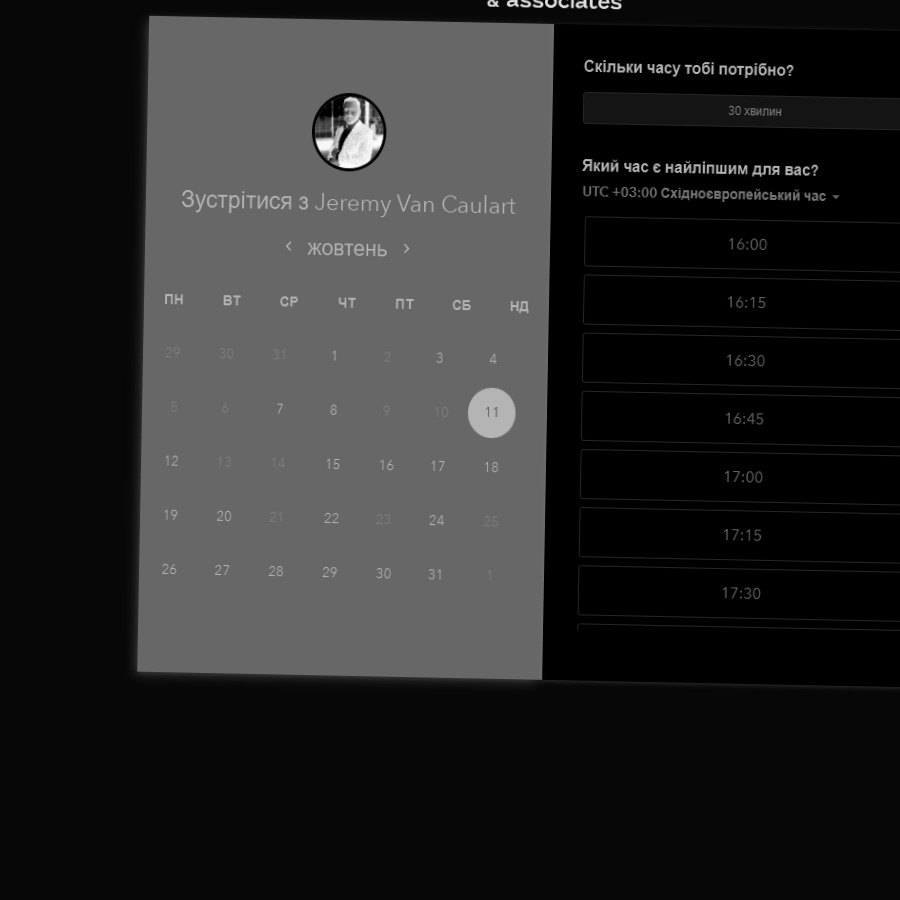 & associates
Зустрітися з Jeremy Van Caulart
жовтень
ПН ВТ СР ЧТ ПТ СБ НД
29 30 31 1 2 3 4
5 6 7 8 9 10 11
12 13 14 15 16 17 18
19 20 21 22 23 24 25
26 27 28 29 30 31 1
Скільки часу тобі потрібно?
30 хвилин
Який час є найліпшим для вас?
UTC +03:00 Східноєвропейський час
16:00
16:15
16:30
16:45
17:00
17:15
17:30